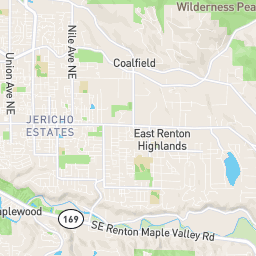 Wilderness Pea
Nile Ave NE
Union Ave NE
Coalfield
JERICHO
ESTATES
East Renton
Highlands
aplewood
169
SE Renton Maple Valley Rd